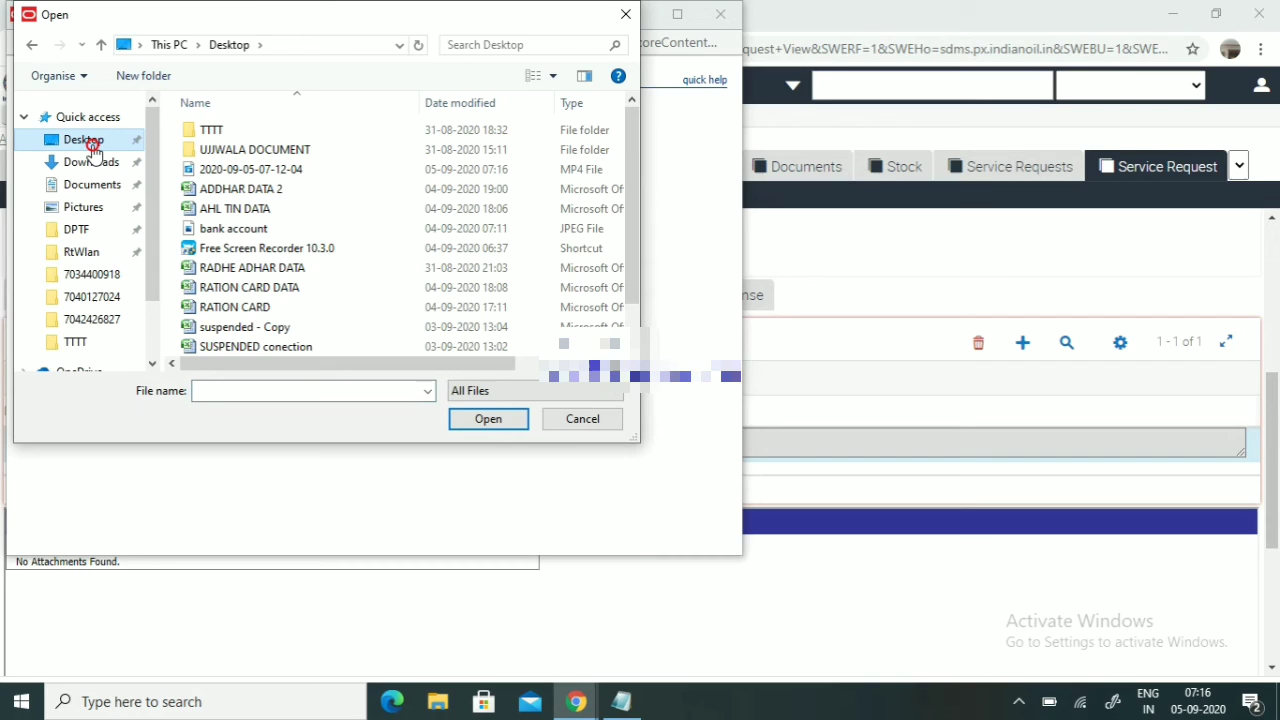 Open
This PC > Desktop >
Search Desktop
Organise
New folder
Quick access
Desktop
Downloads
Documents
Pictures
DPTF
RtWlan
7034400918
7040127024
7042426827
TTTT
Name Date modified Type
TTTT 31-08-2020 18:32 File folder
UJJWALA DOCUMENT 31-08-2020 15:11 File folder
2020-09-05-07-12-04 05-09-2020 07:16 MP4 File
ADDHAR DATA 2 04-09-2020 19:00 Microsoft Of
AHL TIN DATA 04-09-2020 18:06 Microsoft Of
bank account 04-09-2020 07:11 JPEG File
Free Screen Recorder 10.3.0 04-09-2020 06:37 Shortcut
RADHE ADHAR DATA 31-08-2020 21:03 Microsoft Of
RATION CARD DATA 04-09-2020 18:08 Microsoft Of
RATION CARD 04-09-2020 17:11 Microsoft Of
suspended - Copy 03-09-2020 13:04 Microsoft Of
SUSPENDED conection 03-09-2020 13:02
File name:
All Files
Open
Cancel
oreContent...
quick help
quest+View&SWERF=1&SWEHo=sdms.px.indianoil.in&SWEBU=1&SWE...
Documents
Stock
Service Requests
Service Request
nse
1 - 1 of 1
No Attachments Found.
Activate Windows
Go to Settings to activate Windows.
Type here to search
ENG
IN
07:16
05-09-2020
2